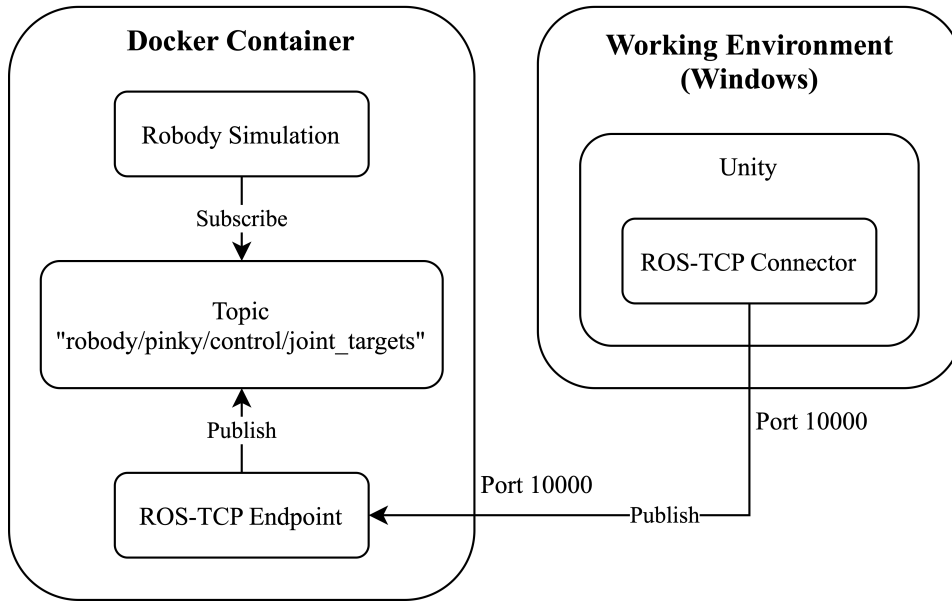 Docker Container
Robody Simulation
Subscribe
Topic
"robody/pinky/control/joint_targets"
Publish
ROS-TCP Endpoint
Working Environment
(Windows)
Unity
ROS-TCP Connector
Port 10000
Port 10000
Publish